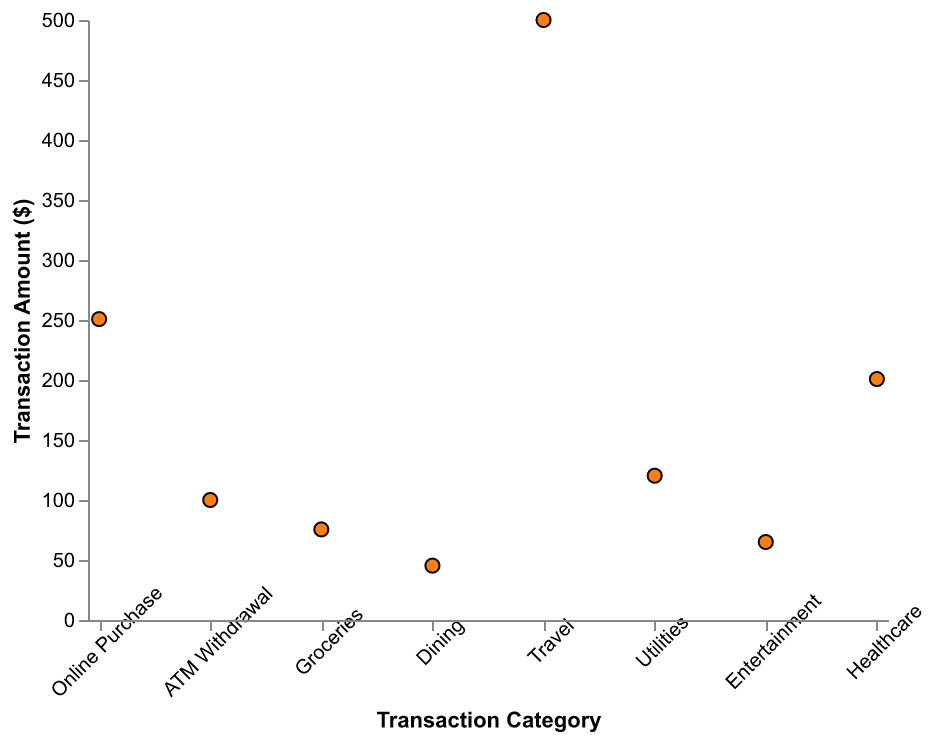 500
450
400
350
300
250
200
150
100
50
0
Transaction Amount ($)
Online Purchase
ATM Withdrawal
Groceries
Dining
Travel
Utilities
Entertainment
Healthcare
Transaction Category